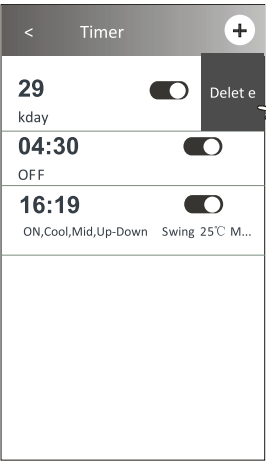 < Timer +
29 Delet e
kday
04:30
OFF
16:19
ON,Cool,Mid,Up-Down Swing 25℃ M...